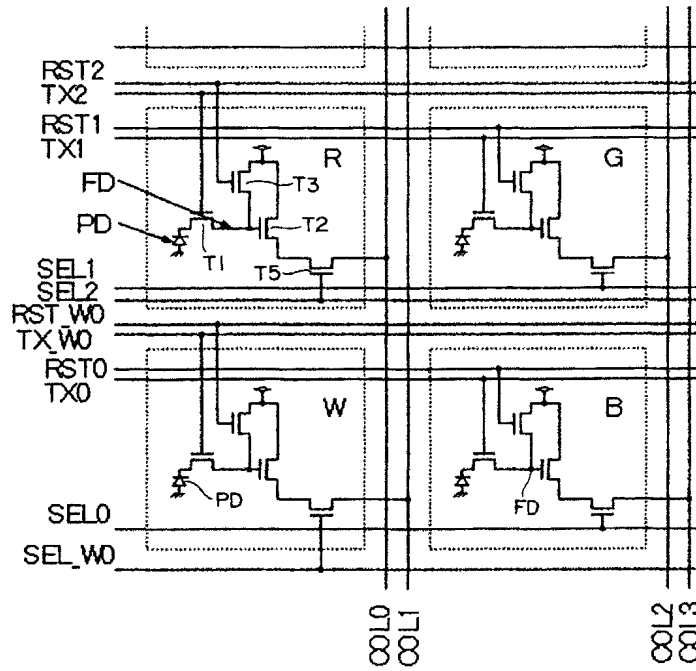 RST2
TX2
RST1
TX1
R
G
FD
T3
PD
T2
T1
T5
SEL1
SEL2
RST_W0
TX_W0
RST0
TX0
W
B
PD
FD
SEL0
SEL_W0
COL0
COL1
COL2
COL3